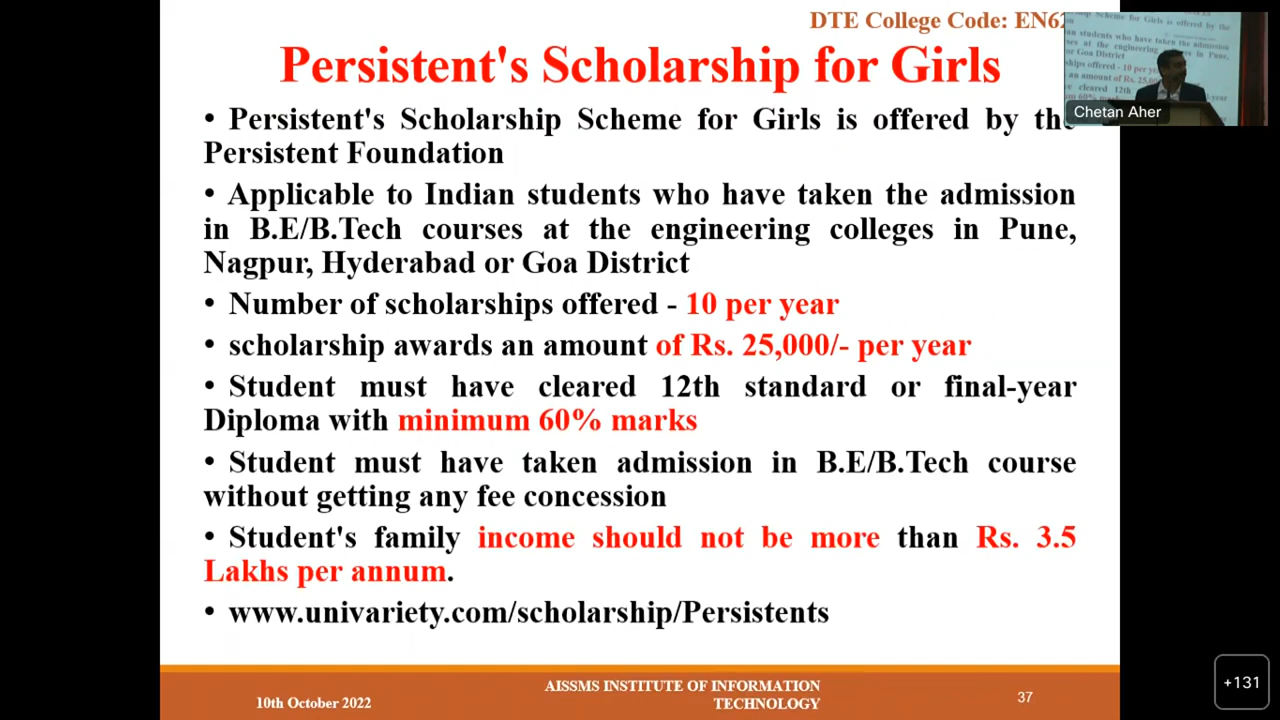 DTE College Code: EN62
Persistent's Scholarship for Girls
• Persistent's Scholarship Scheme for Girls is offered by the
Persistent Foundation
• Applicable to Indian students who have taken the admission
in B.E/B.Tech courses at the engineering colleges in Pune,
Nagpur, Hyderabad or Goa District
• Number of scholarships offered - 10 per year
• scholarship awards an amount of Rs. 25,000/- per year
• Student must have cleared 12th standard or final-year
Diploma with minimum 60% marks
• Student must have taken admission in B.E/B.Tech course
without getting any fee concession
• Student's family income should not be more than Rs. 3.5
Lakhs per annum.
• www.univariety.com/scholarship/Persistents
10th October 2022
AISSMS INSTITUTE OF INFORMATION
TECHNOLOGY
37
Chetan Aher
+131